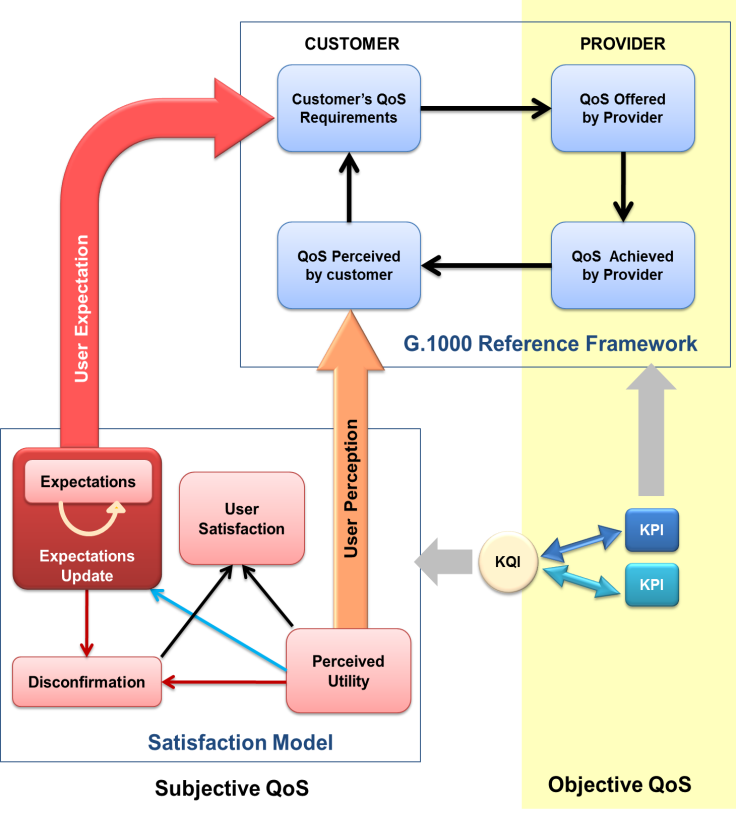 CUSTOMER
PROVIDER
Customer's QoS
Requirements
QoS Offered
by Provider
QoS Perceived
by customer
QoS Achieved
by Provider
G.1000 Reference Framework
User Expectation
User Perception
Expectations
Expectations
Update
User
Satisfaction
Disconfirmation
Perceived
Utility
Satisfaction Model
KQI
KPI
KPI
Subjective QoS
Objective QoS